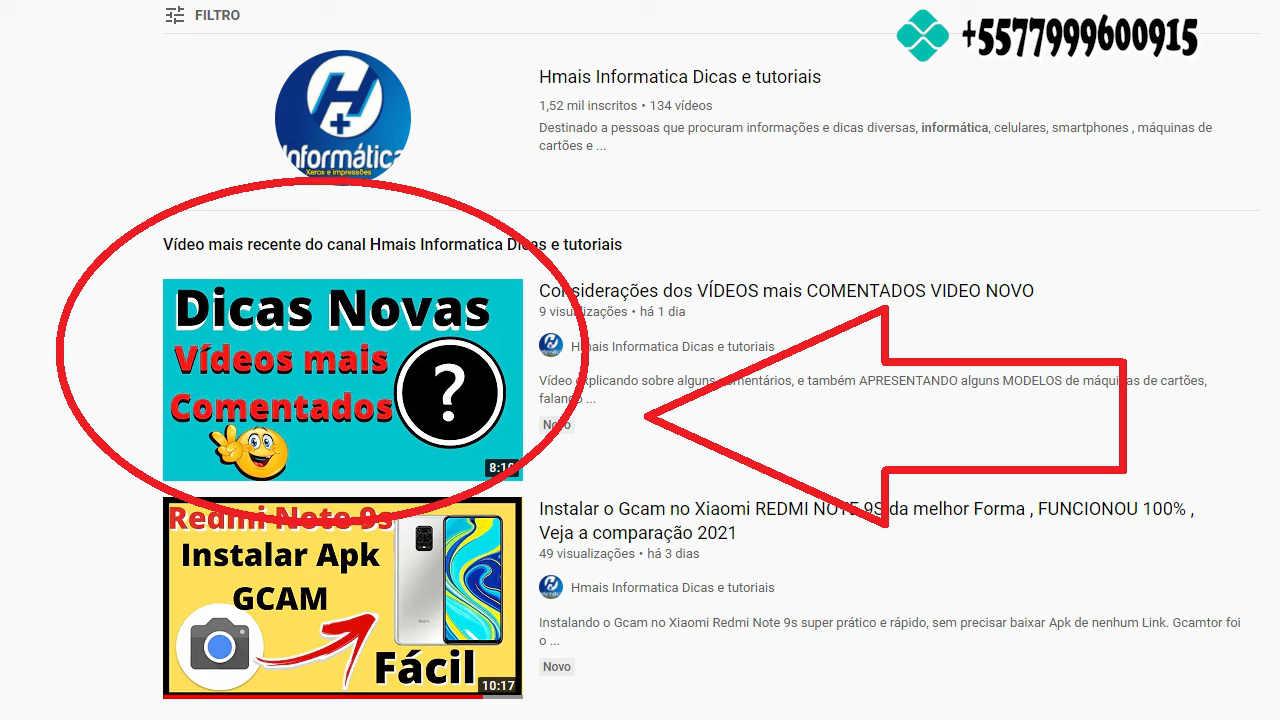 FILTRO
+5577999600915
Hmais Informatica Dicas e tutoriais
1,52 mil inscritos • 134 vídeos
Destinado a pessoas que procuram informações e dicas diversas, informática, celulares, smartphones , máquinas de
cartões e ...
Informática
Xerox e impressões
Vídeo mais recente do canal Hmais Informatica Dicas e tutoriais
Dicas Novas
Vídeos mais
Comentados
?
8:10
Considerações dos VÍDEOS mais COMENTADOS VIDEO NOVO
9 visualizações • há 1 dia
Hmais Informatica Dicas e tutoriais
Vídeo explicando sobre alguns comentários, e também APRESENTANDO alguns MODELOS de máquinas de cartões,
falando ...
Novo
Redmi Note 9s
Instalar Apk
GCAM
Fácil
Redmi
10:17
Instalar o Gcam no Xiaomi REDMI NOTE 9S da melhor Forma , FUNCIONOU 100% ,
Veja a comparação 2021
49 visualizações • há 3 dias
Hmais Informatica Dicas e tutoriais
Instalando o Gcam no Xiaomi Redmi Note 9s super prático e rápido, sem precisar baixar Apk de nenhum Link. Gcamtor foi
o ...
Novo